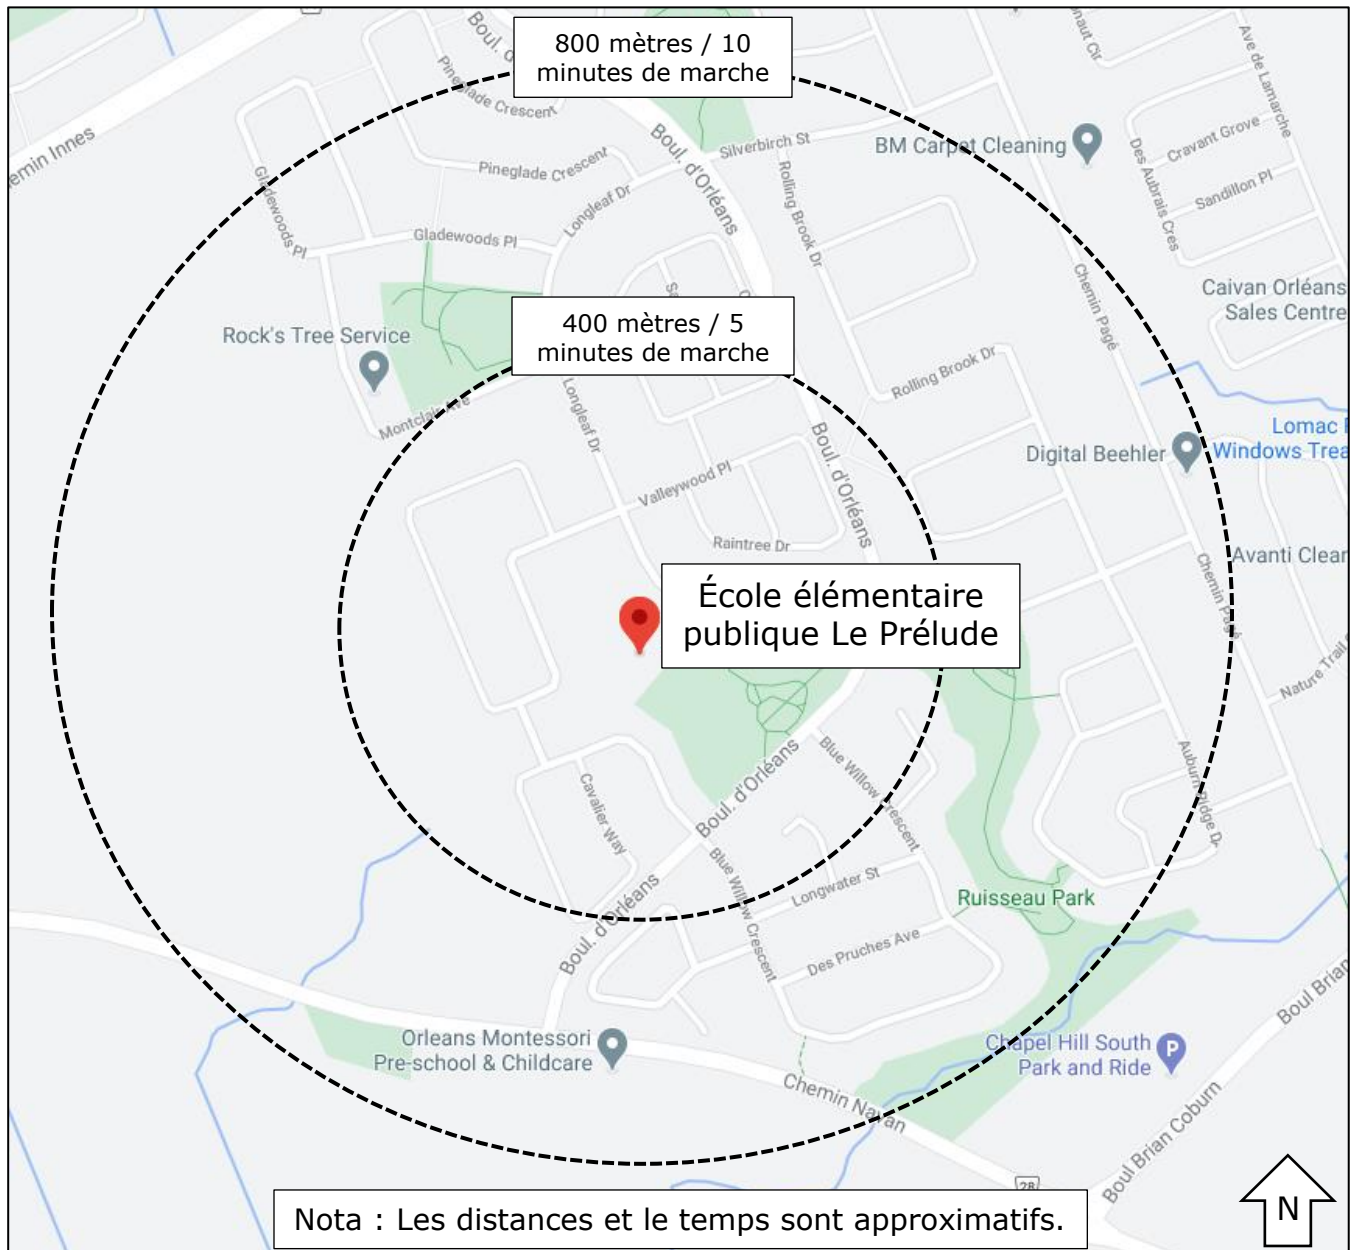 Boul. d
800 mètres / 10
minutes de marche
onaut Cir
Ave de Lamarche
Pineglade Crescent
emin Innes
Boul. d'Orléans
Silverbirch St
BM Carpet Cleaning
Des Aubrais Cres
Cravant Grove
Pineglade Crescent
Gladewoods Pl
Longleaf Dr
Rolling Brook Dr
Sandillon Pl
Gladewoods Pl
Chemin Pagé
Caivan Orléans
Sales Centre
400 mètres / 5
minutes de marche
Rock's Tree Service
Rolling Brook Dr
Montclair Ave
Longleaf Dr
Boul. d'Orléans
Lomac
Windows Trea
Digital Beehler
Valleywood Pl
Raintree Dr
Avanti Clear
École élémentaire
publique Le Prélude
Chemin Pagé
Nature Trail
Blue Willow Crescent
Auburn Ridge Dr
Boul. d'Orléans
Cavalier Way
Blue Willow Crescent
Longwater St
Ruisseau Park
Boul. d'Orléans
Des Pruches Ave
Boul Brian
Orleans Montessori
Pre-school & Childcare
Chapel Hill South
Park and Ride
P
Chemin Navan
Boul Brian Coburn
28
Nota : Les distances et le temps sont approximatifs.
N